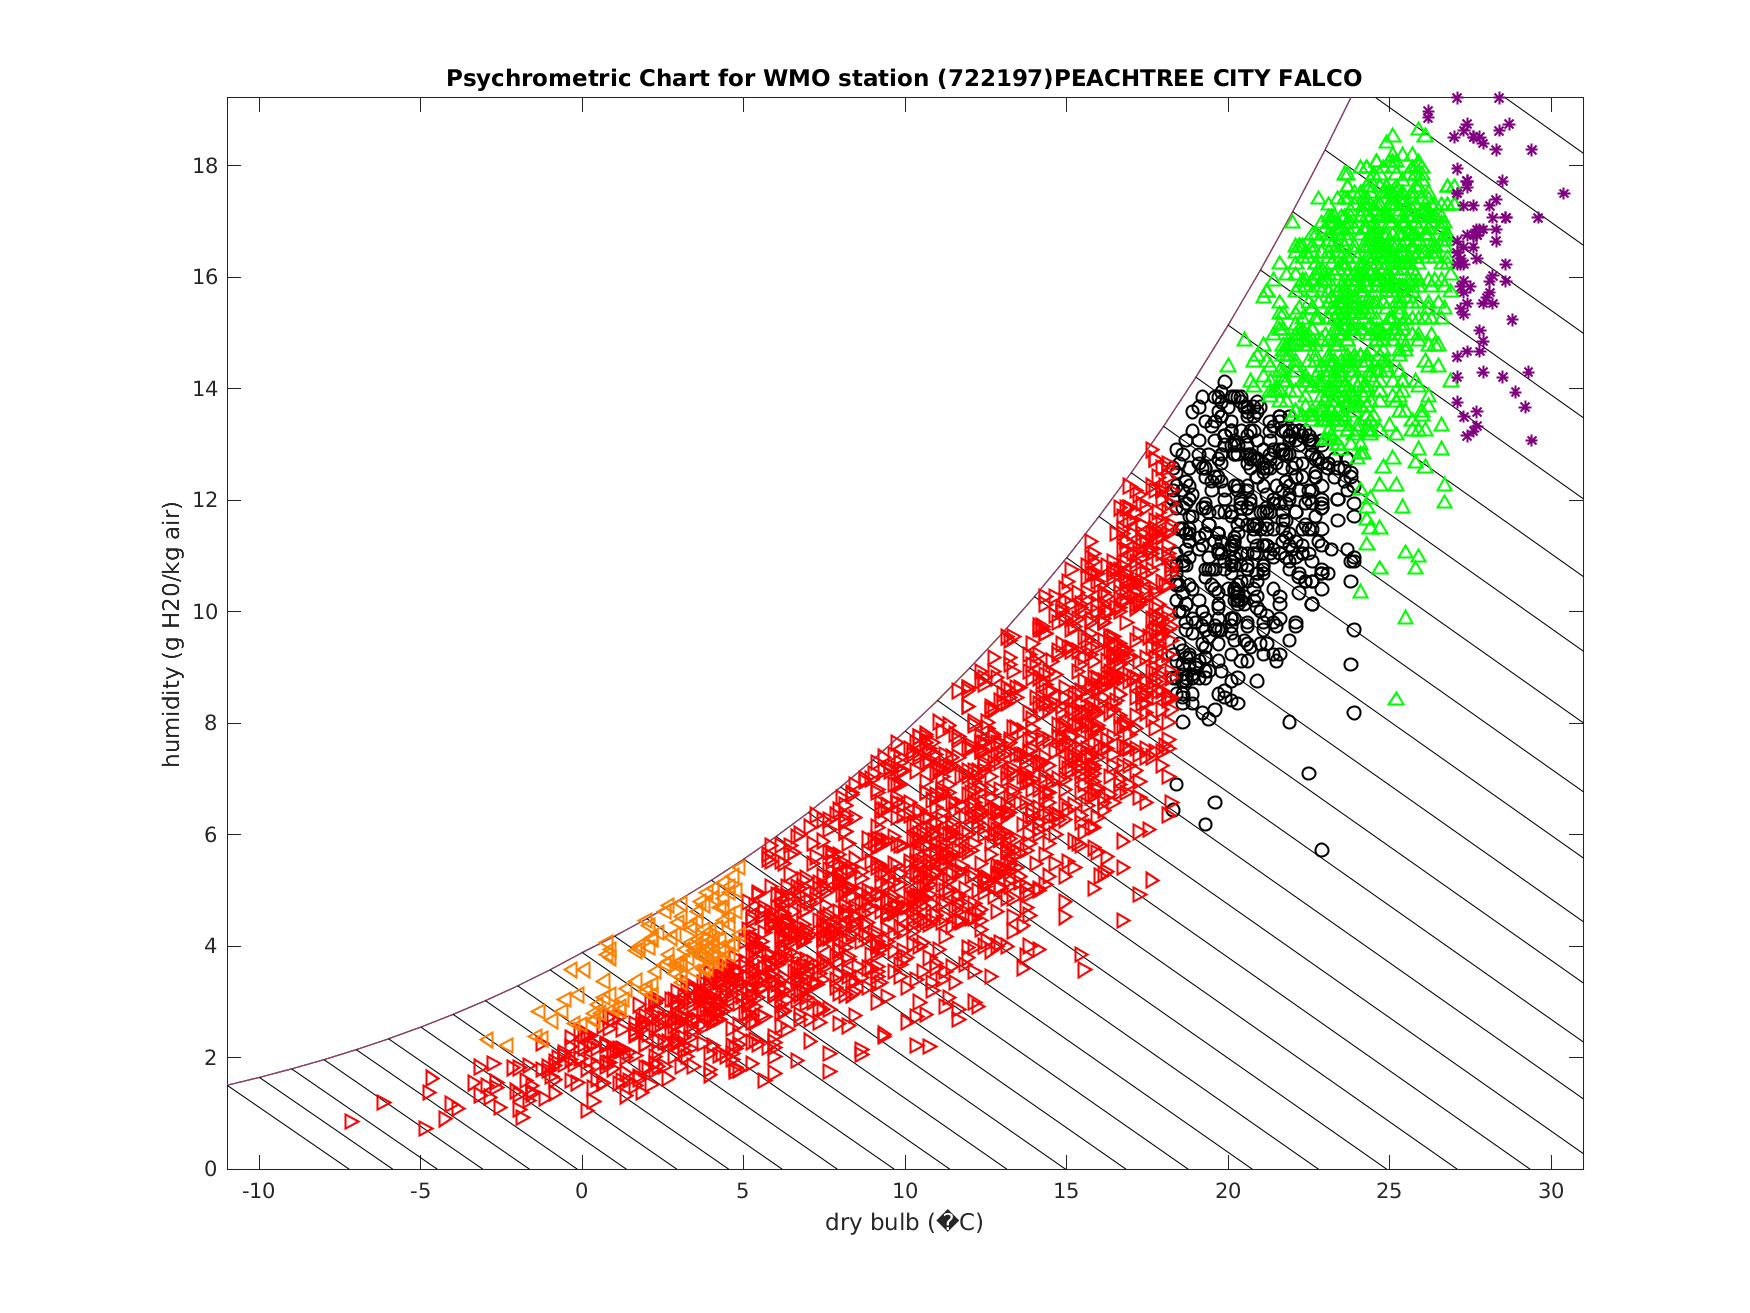 Psychrometric Chart for WMO station (722197)PEACHTREE CITY FALCO
humidity (g H20/kg air)
18
16
14
12
10
8
6
4
2
0
-10 -5 0 5 10 15 20 25 30
dry bulb (�C)